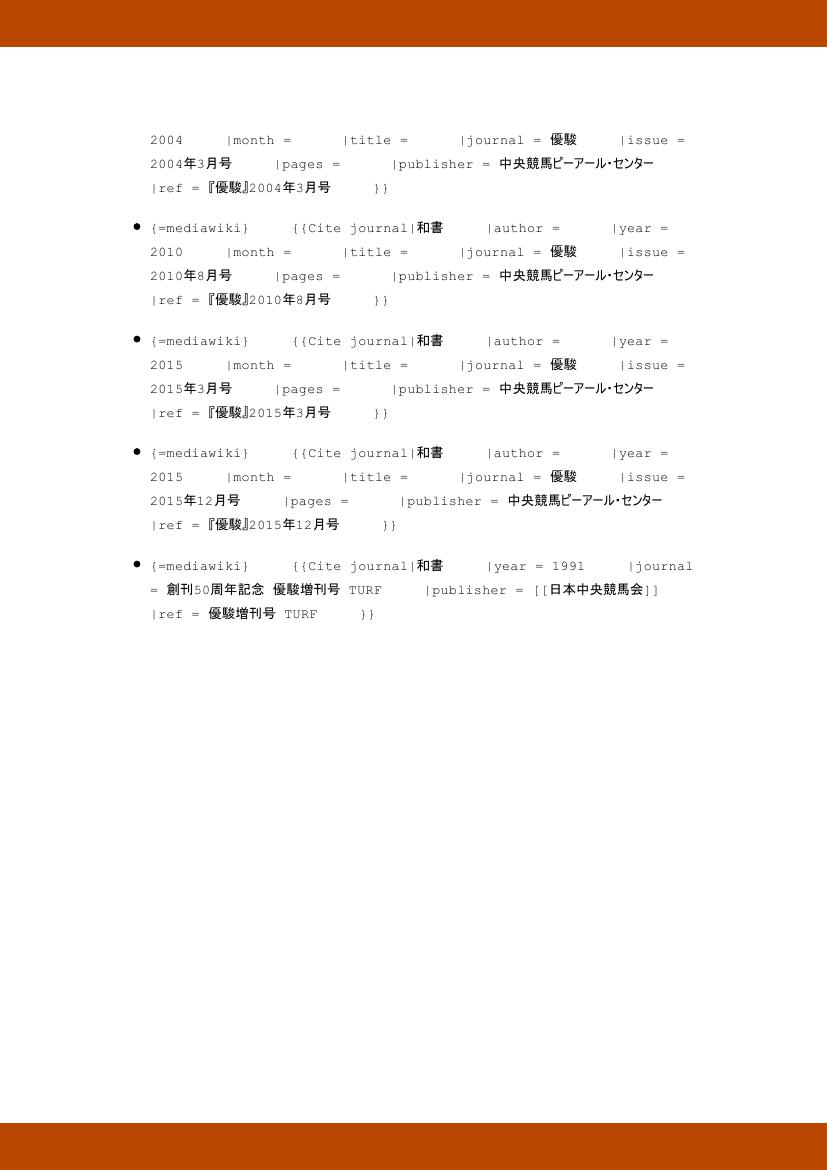 2004 |month = |title = |journal = 優駿 |issue =
2004年3月号 |pages = |publisher = 中央競馬ピーアール・センター
|ref = 『優駿』2004年3月号 }}
• {=mediawiki} {{Cite journal|和書 |author = |year =
2010 |month = |title = |journal = 優駿 |issue =
2010年8月号 |pages = |publisher = 中央競馬ピーアール・センター
|ref = 『優駿』2010年8月号 }}
• {=mediawiki} {{Cite journal|和書 |author = |year =
2015 |month = |title = |journal = 優駿 |issue =
2015年3月号 |pages = |publisher = 中央競馬ピーアール・センター
|ref = 『優駿』2015年3月号 }}
• {=mediawiki} {{Cite journal|和書 |author = |year =
2015 |month = |title = |journal = 優駿 |issue =
2015年12月号 |pages = |publisher = 中央競馬ピーアール・センター
|ref = 『優駿』2015年12月号 }}
• {=mediawiki} {{Cite journal|和書 |year = 1991 |journal
= 創刊50周年記念 優駿増刊号 TURF |publisher = [[日本中央競馬会]]
|ref = 優駿増刊号 TURF }}